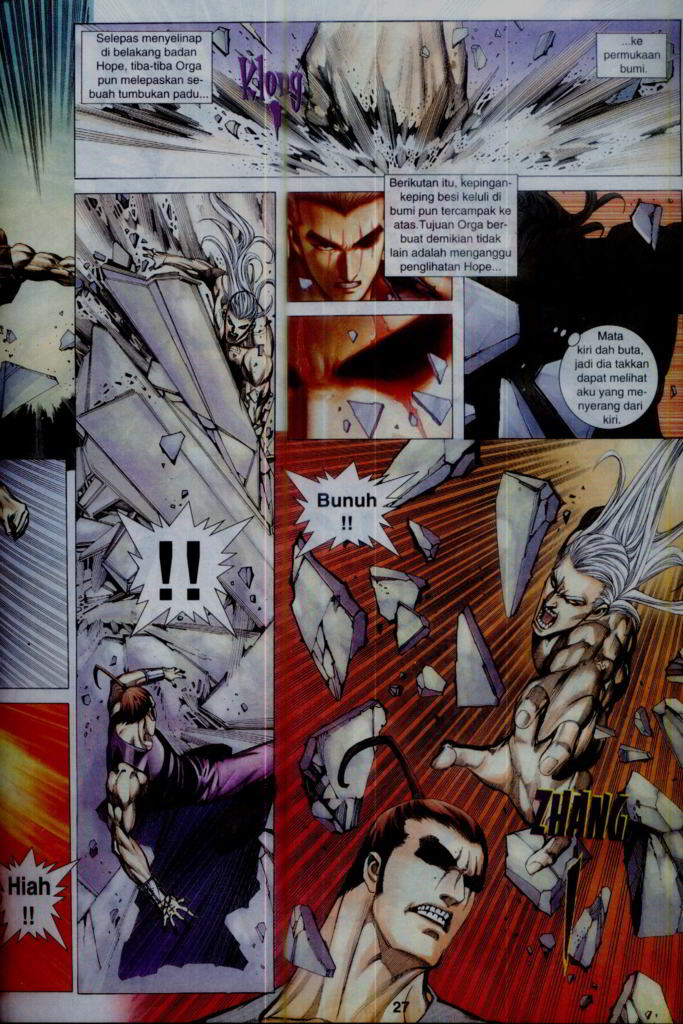 Selepas menyelinap
di belakang badan
Hope, tiba-tiba Orga
pun melepaskan se-
buah tumbukan padu...
Klong
...ke
permukaan
bumi.
Berikutan itu, kepingan-
keping besi keluli di
bumi pun tercampak ke
atas.Tujuan Orga ber-
buat demikian tidak
lain adalah menganggu
penglihatan Hope...
Mata
kiri dah buta,
jadi dia takkan
dapat melihat
aku yang me-
nyerang dari
kiri.
!!
Bunuh
!!
ZHANG
Hiah
!!
27